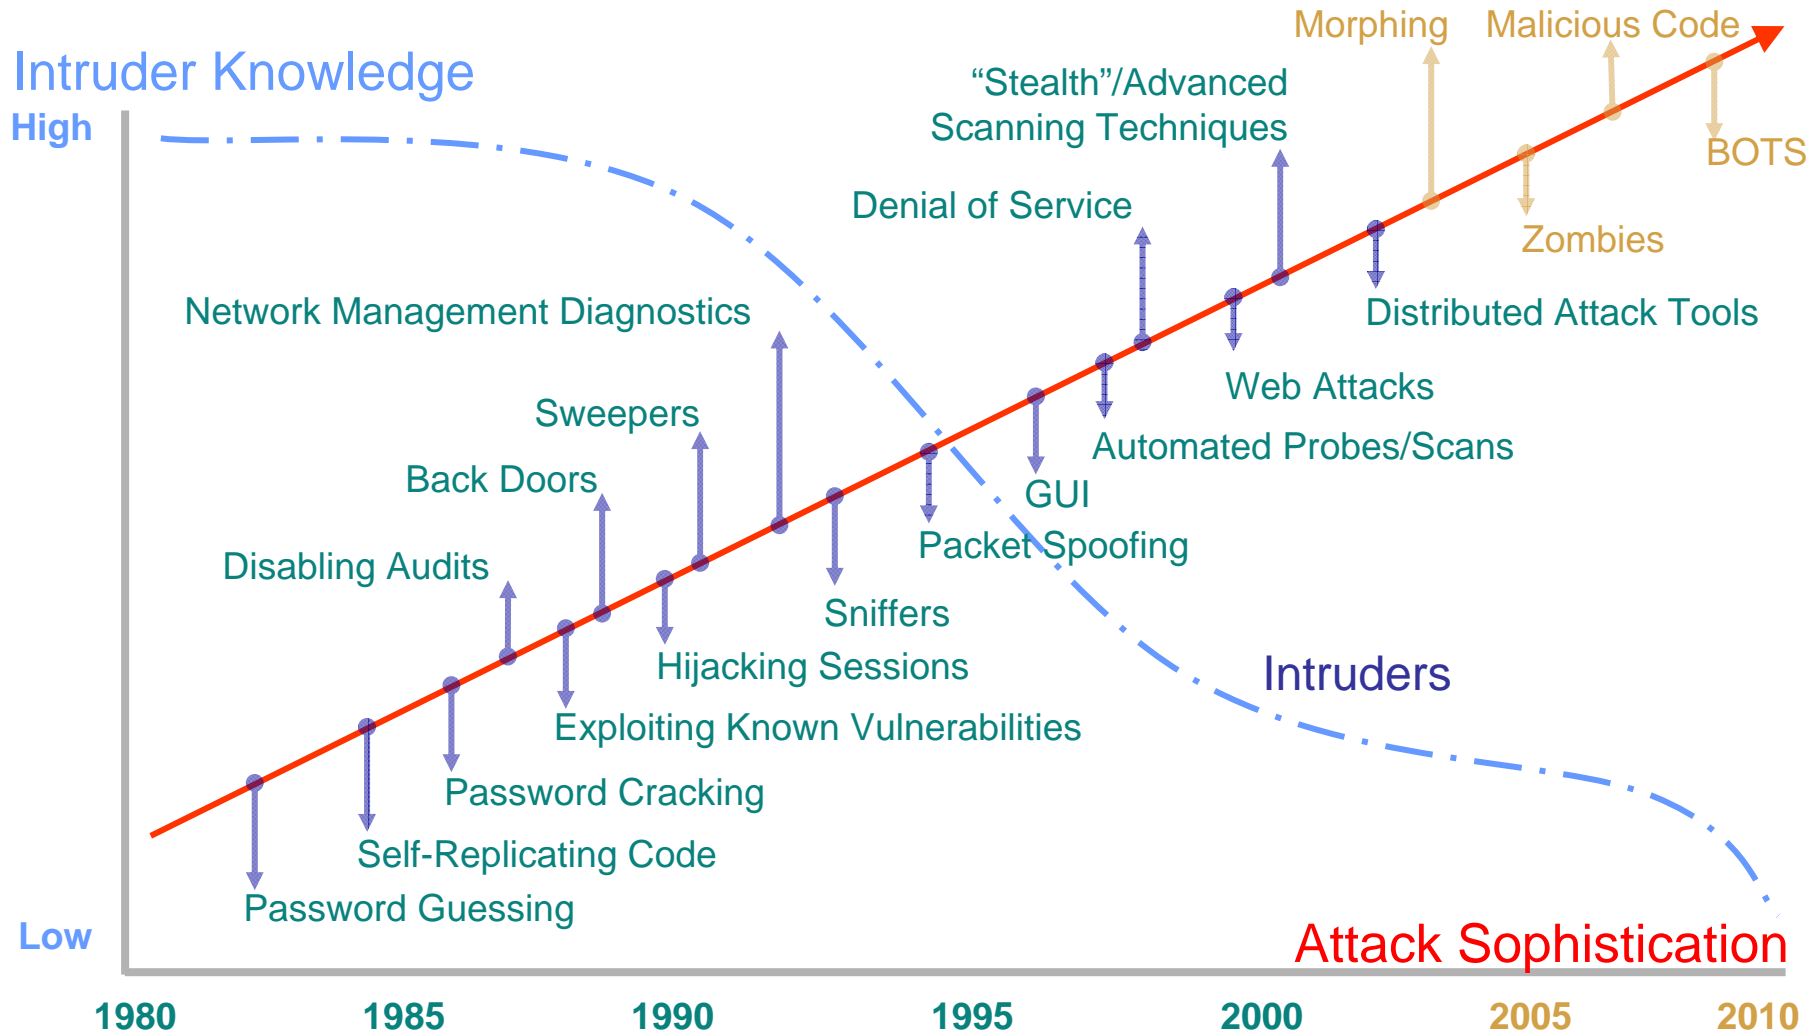 Morphing
Malicious Code
Intruder Knowledge
“Stealth”/Advanced
Scanning Techniques
High
BOTS
Denial of Service
Zombies
Network Management Diagnostics
Distributed Attack Tools
Web Attacks
Sweepers
Automated Probes/Scans
Back Doors
GUI
Packet Spoofing
Disabling Audits
Sniffers
Hijacking Sessions
Intruders
Exploiting Known Vulnerabilities
Password Cracking
Self-Replicating Code
Password Guessing
Low
Attack Sophistication
1980 1985 1990 1995 2000 2005 2010